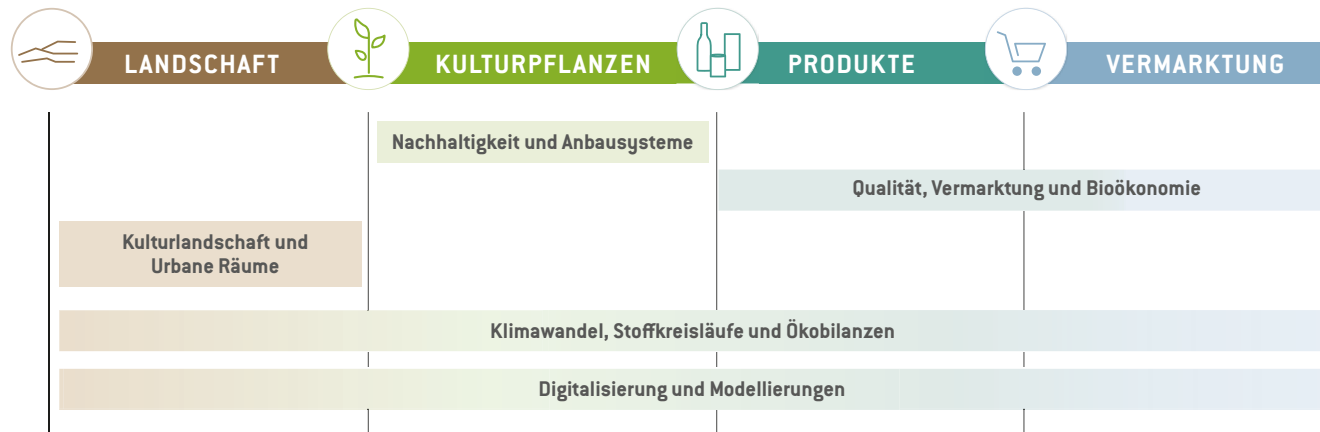 LANDSCHAFT
KULTURPFLANZEN
PRODUKTE
VERMARKTUNG
Nachhaltigkeit und Anbausysteme
Qualität, Vermarktung und Bioökonomie
Kulturlandschaft und
Urbane Räume
Klimawandel, Stoffkreisläufe und Ökobilanzen
Digitalisierung und Modellierungen